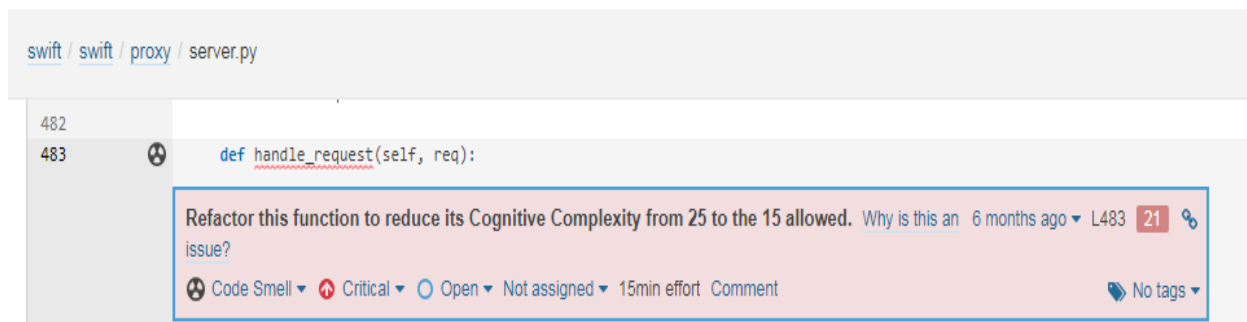 swift / swift / proxy / server.py
482
483 def handle_request(self, req):
Refactor this function to reduce its Cognitive Complexity from 25 to the 15 allowed. Why is this an issue? 6 months ago L483 21
Code Smell Critical Open Not assigned 15min effort Comment No tags